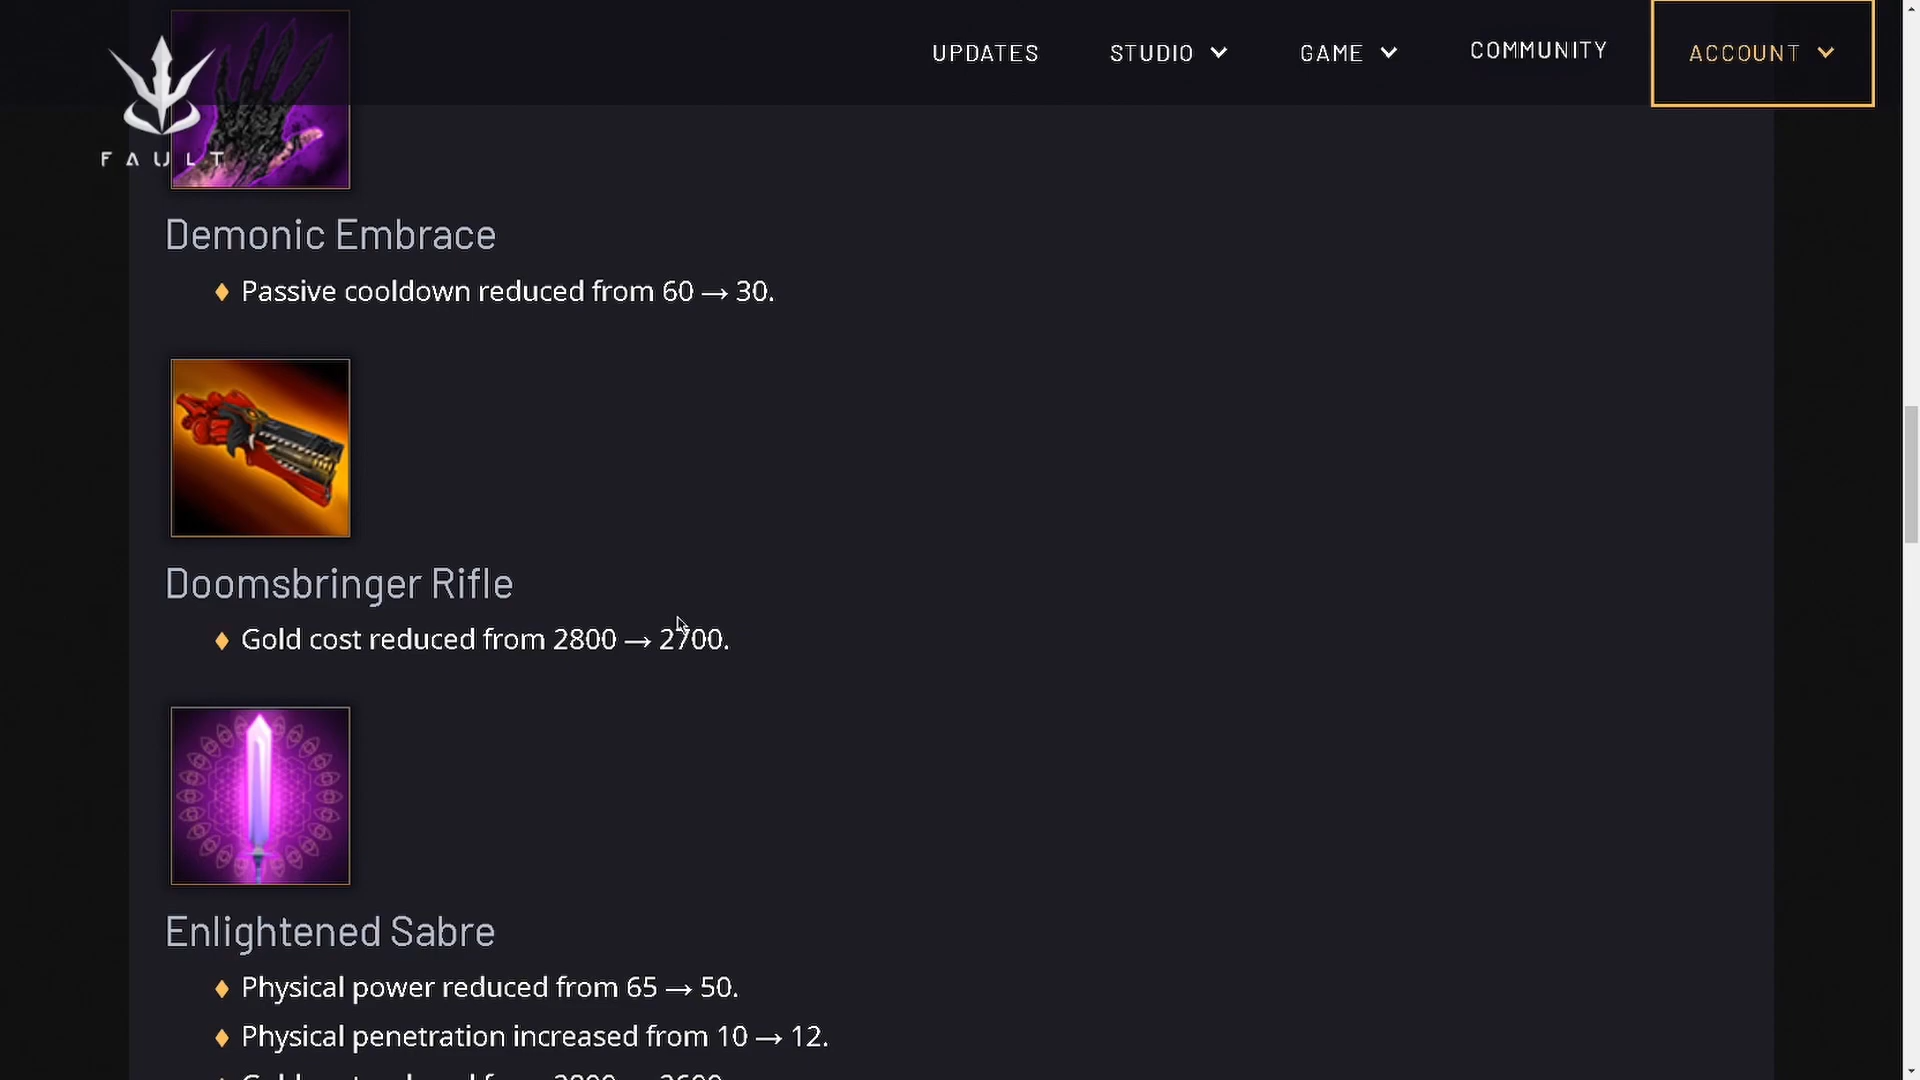 UPDATES STUDIO GAME COMMUNITY ACCOUNT
FAULT
Demonic Embrace
Passive cooldown reduced from 60 → 30.
Doomsbringer Rifle
Gold cost reduced from 2800 → 2700.
Enlightened Sabre
Physical power reduced from 65 → 50.
Physical penetration increased from 10 → 12.